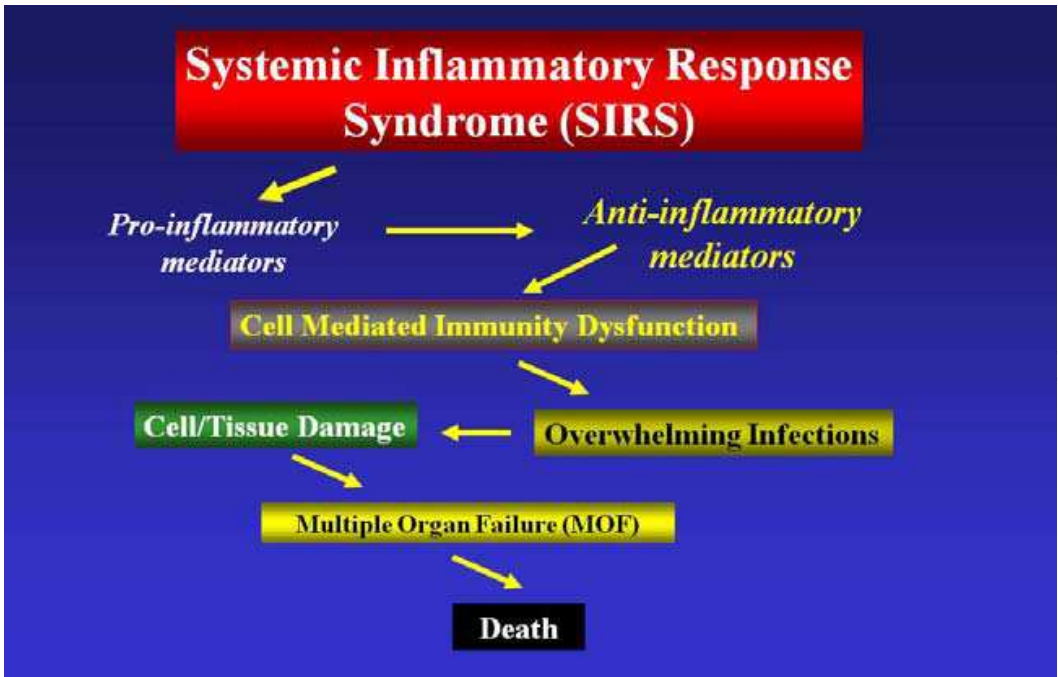 Systemic Inflammatory Response
Syndrome (SIRS)
Pro-inflammatory
mediators
Anti-inflammatory
mediators
Cell Mediated Immunity Dysfunction
Cell/Tissue Damage
Overwhelming Infections
Multiple Organ Failure (MOF)
Death